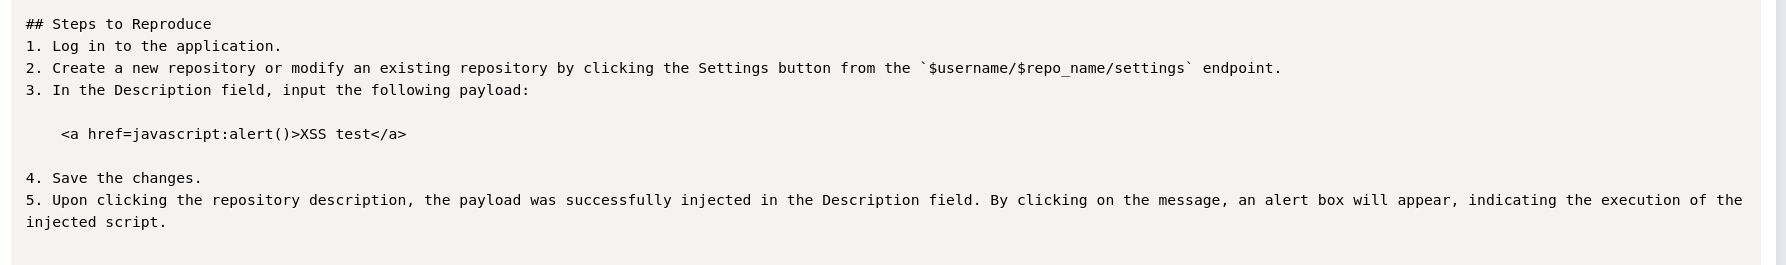 ## Steps to Reproduce
1. Log in to the application.
2. Create a new repository or modify an existing repository by clicking the Settings button from the `$username/$repo_name/settings` endpoint.
3. In the Description field, input the following payload:
<a href=javascript:alert()>XSS test</a>
4. Save the changes.
5. Upon clicking the repository description, the payload was successfully injected in the Description field. By clicking on the message, an alert box will appear, indicating the execution of the
injected script.